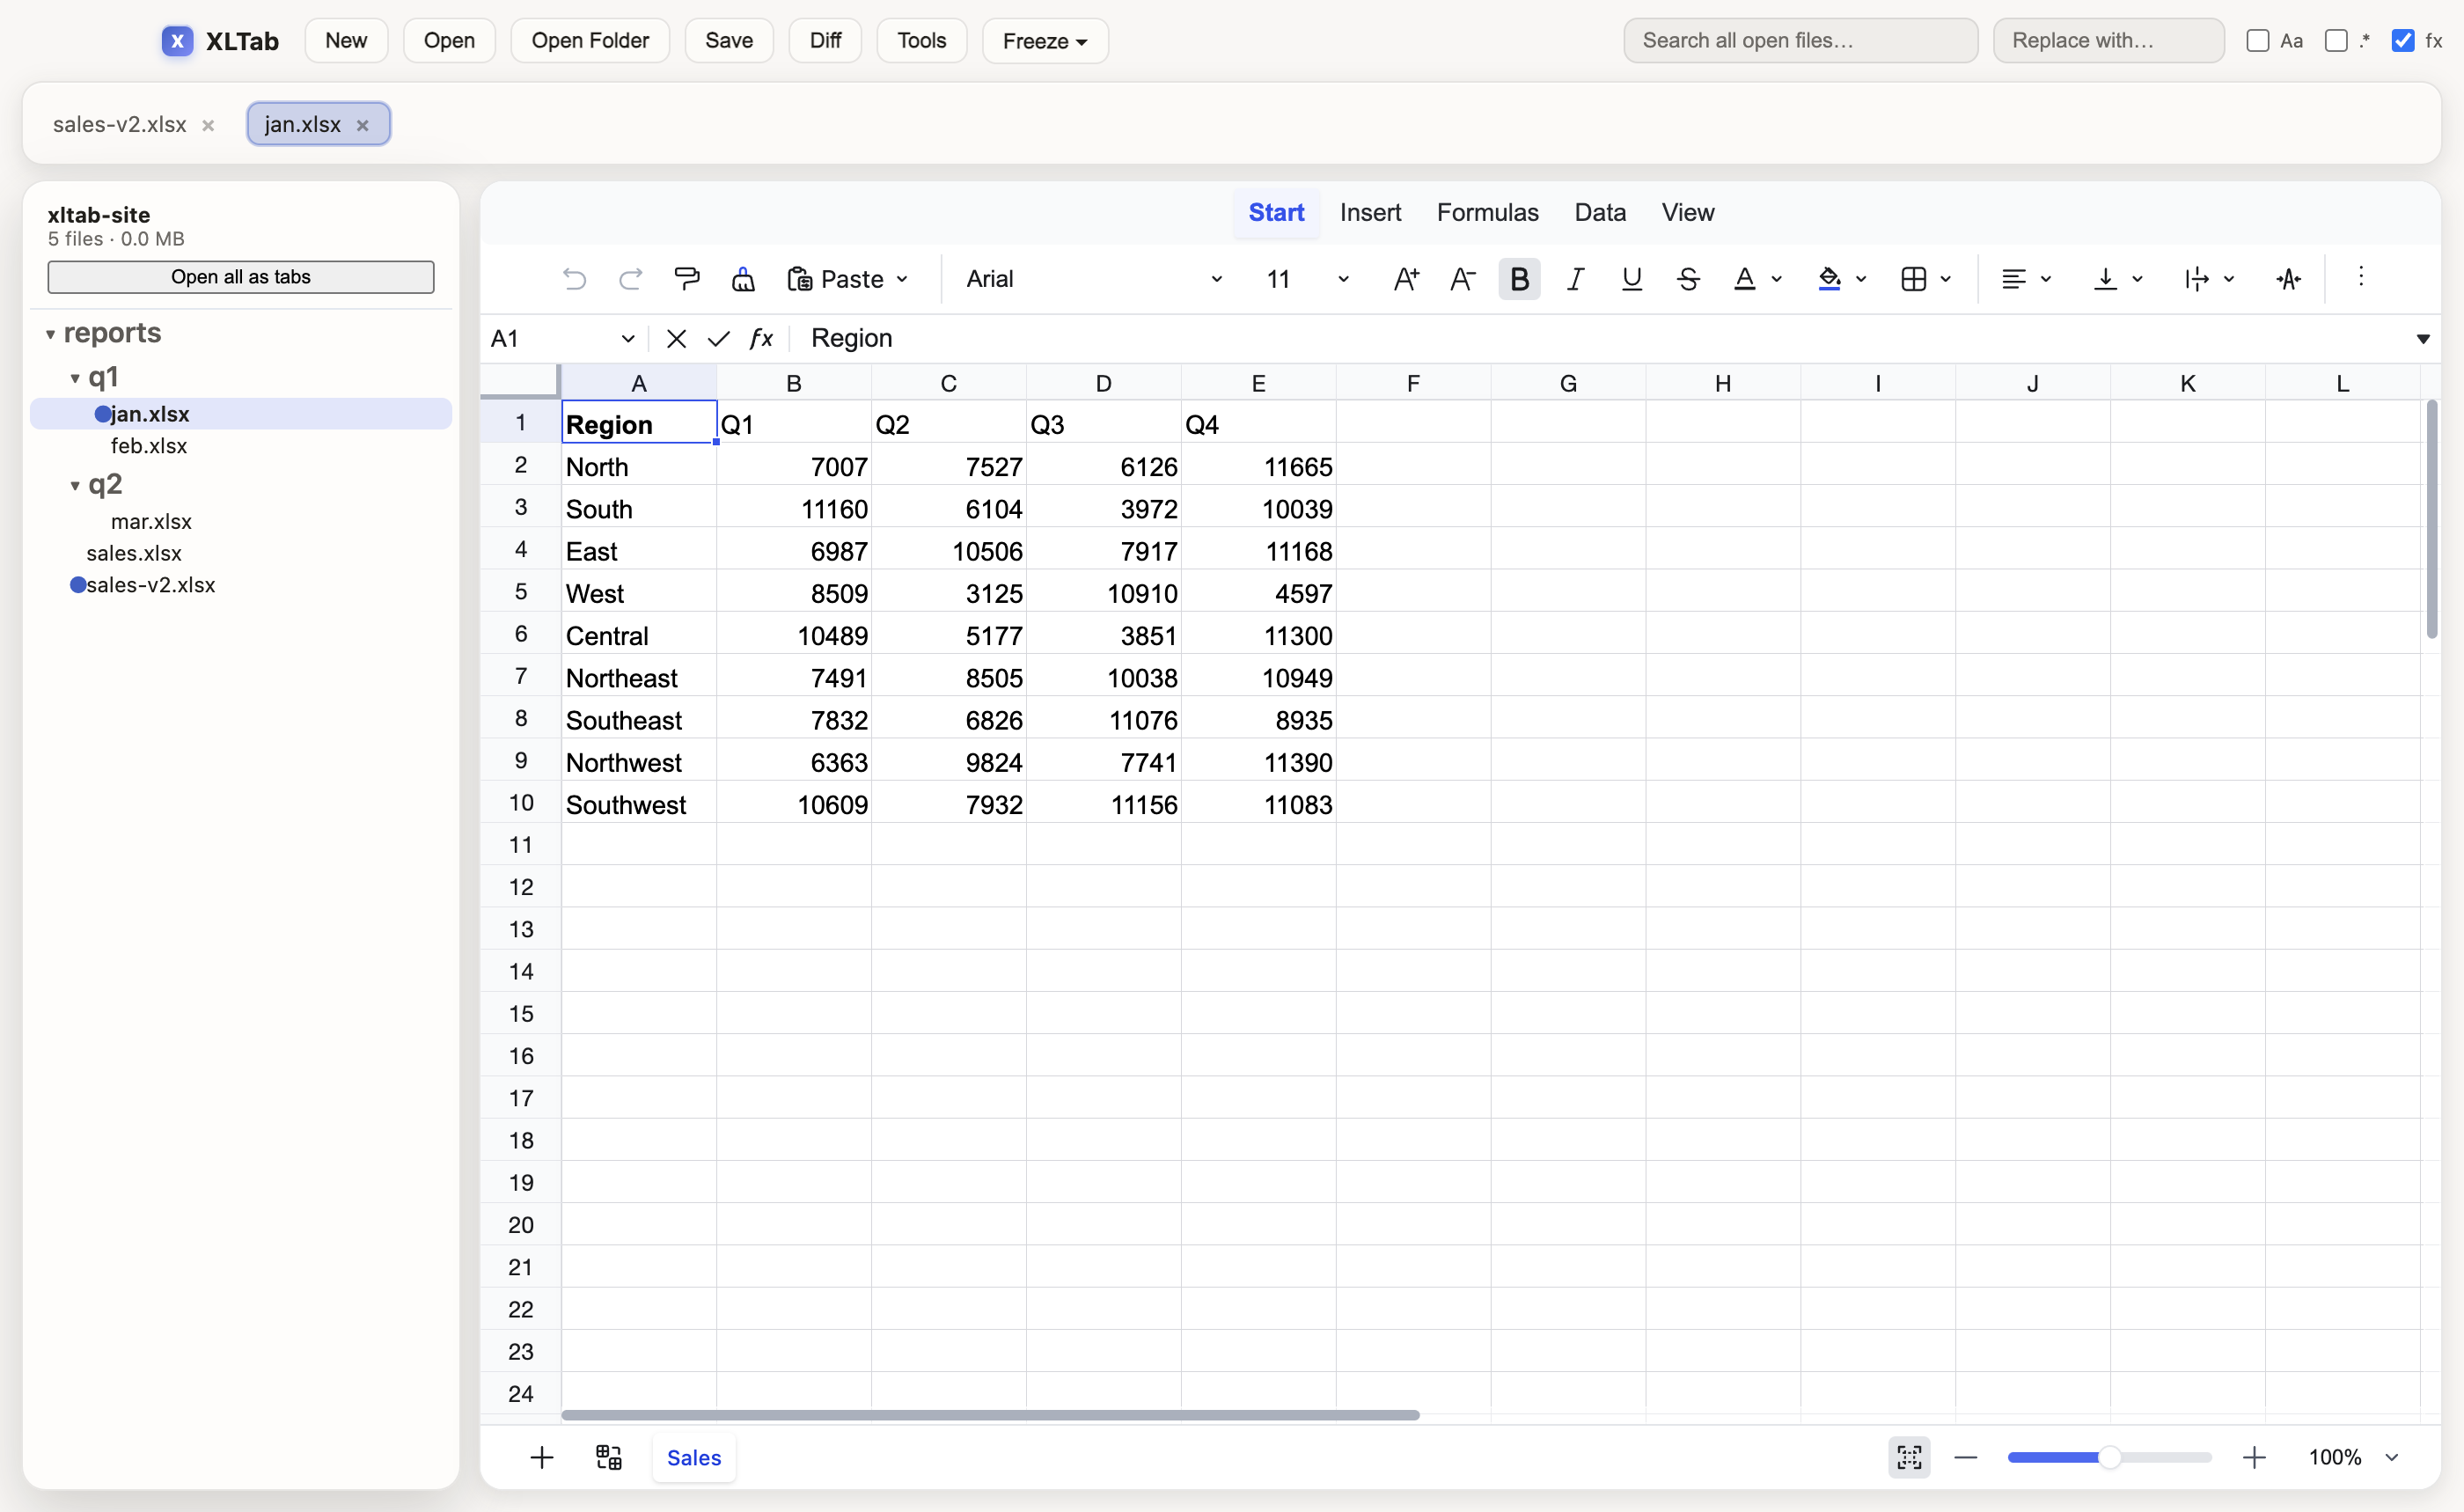 X XLTab New Open Open Folder Save Diff Tools Freeze Search all open files… Replace with… Aa .* fx
sales-v2.xlsx × jan.xlsx ×
xltab-site
5 files · 0.0 MB
Open all as tabs
reports
q1
jan.xlsx
feb.xlsx
q2
mar.xlsx
sales.xlsx
sales-v2.xlsx
Start Insert Formulas Data View
Paste Arial 11 A+ A- B I U S A A
A1 fx Region
A B C D E F G H I J K L
1 Region Q1 Q2 Q3 Q4
2 North 7007 7527 6126 11665
3 South 11160 6104 3972 10039
4 East 6987 10506 7917 11168
5 West 8509 3125 10910 4597
6 Central 10489 5177 3851 11300
7 Northeast 7491 8505 10038 10949
8 Southeast 7832 6826 11076 8935
9 Northwest 6363 9824 7741 11390
10 Southwest 10609 7932 11156 11083
11
12
13
14
15
16
17
18
19
20
21
22
23
24
Sales 100%